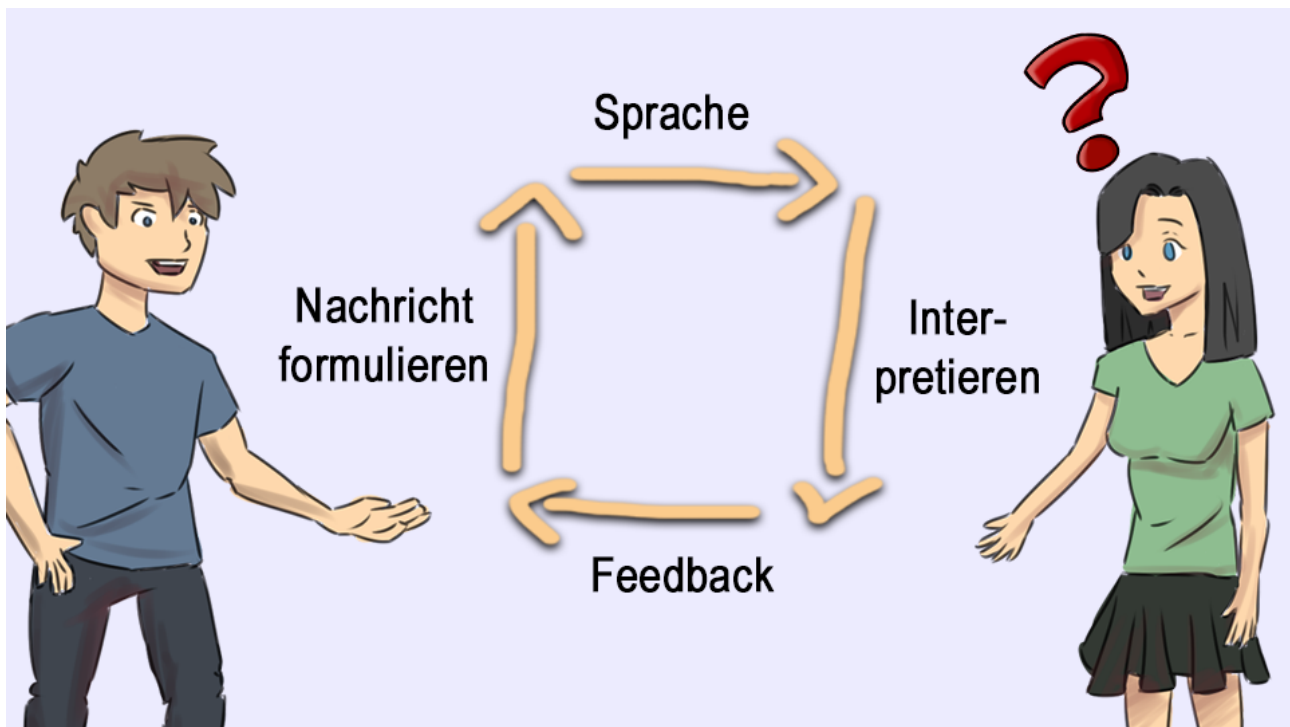 Sprache
Nachricht
formulieren
Inter-
pretieren
Feedback
?